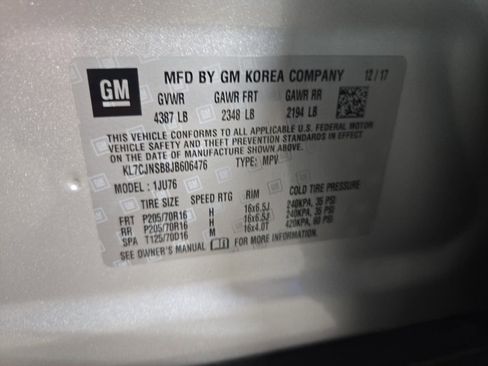 GM
MFD BY GM KOREA COMPANY 12/17
GVWR GAWR FRT GAWR RR
4387 LB 2348 LB 2194 LB
THIS VEHICLE CONFORMS TO ALL APPLICABLE U.S. FEDERAL MOTOR
VEHICLE SAFETY AND THEFT PREVENTION STANDARDS IN EFFECT ON THE
DATE OF MANUFACTURE SHOWN ABOVE.
KL7CJNSB8JB606476 TYPE: MPV
MODEL: 1JU76
TIRE SIZE SPEED RTG RIM COLD TIRE PRESSURE
FRT P205/70R16 H 16x6.5J 240KPA, 35 PSI
RR P205/70R16 H 16x6.5J 240KPA, 35 PSI
SPA T125/70D16 M 16x4.0T 420KPA, 60 PSI
SEE OWNER'S MANUAL FOR MORE INFORMATION.